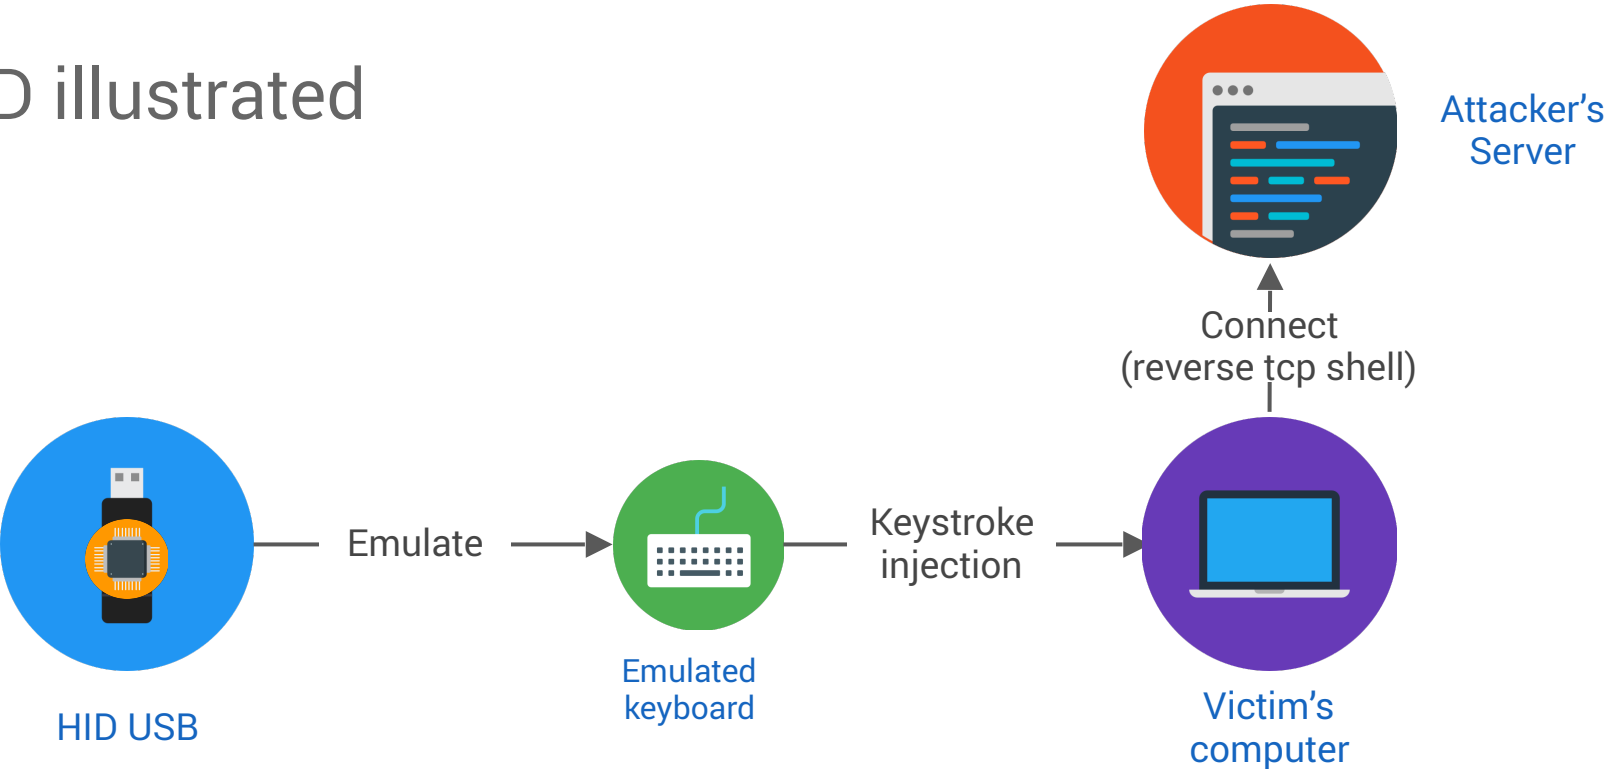 D illustrated
Attacker’s
Server
Connect
(reverse tcp shell)
Emulate
Keystroke
injection
Emulated
keyboard
HID USB
Victim’s
computer